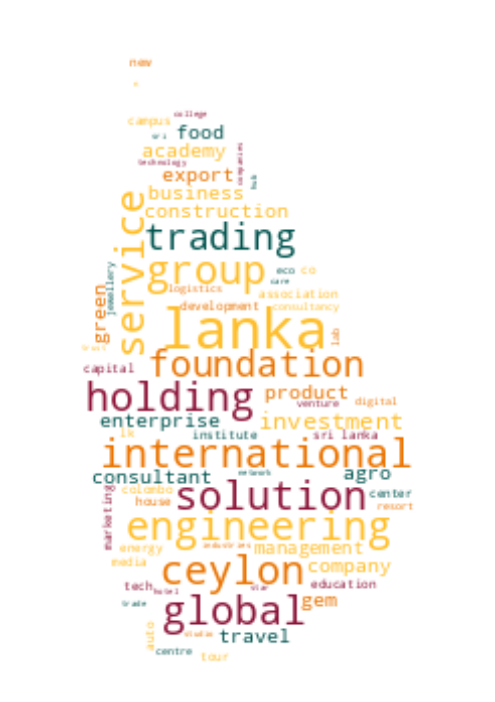 new
college
campus
sri
food
academy
technology
companies
export
hub
business
service
construction
trading
group
eco
co
jewellery
care
logistics
green
association
development
consultancy
lanka
lab
foundation
capital
holding
product
venture
digital
enterprise
investment
lk
institute
sri lanka
international
network
consultant
agro
solution
colombo
center
marketing
house
resort
engineering
energy
industries
management
media
ceylon
company
tech
hotel
star
education
trade
global
gem
auto
studio
travel
centre
tour